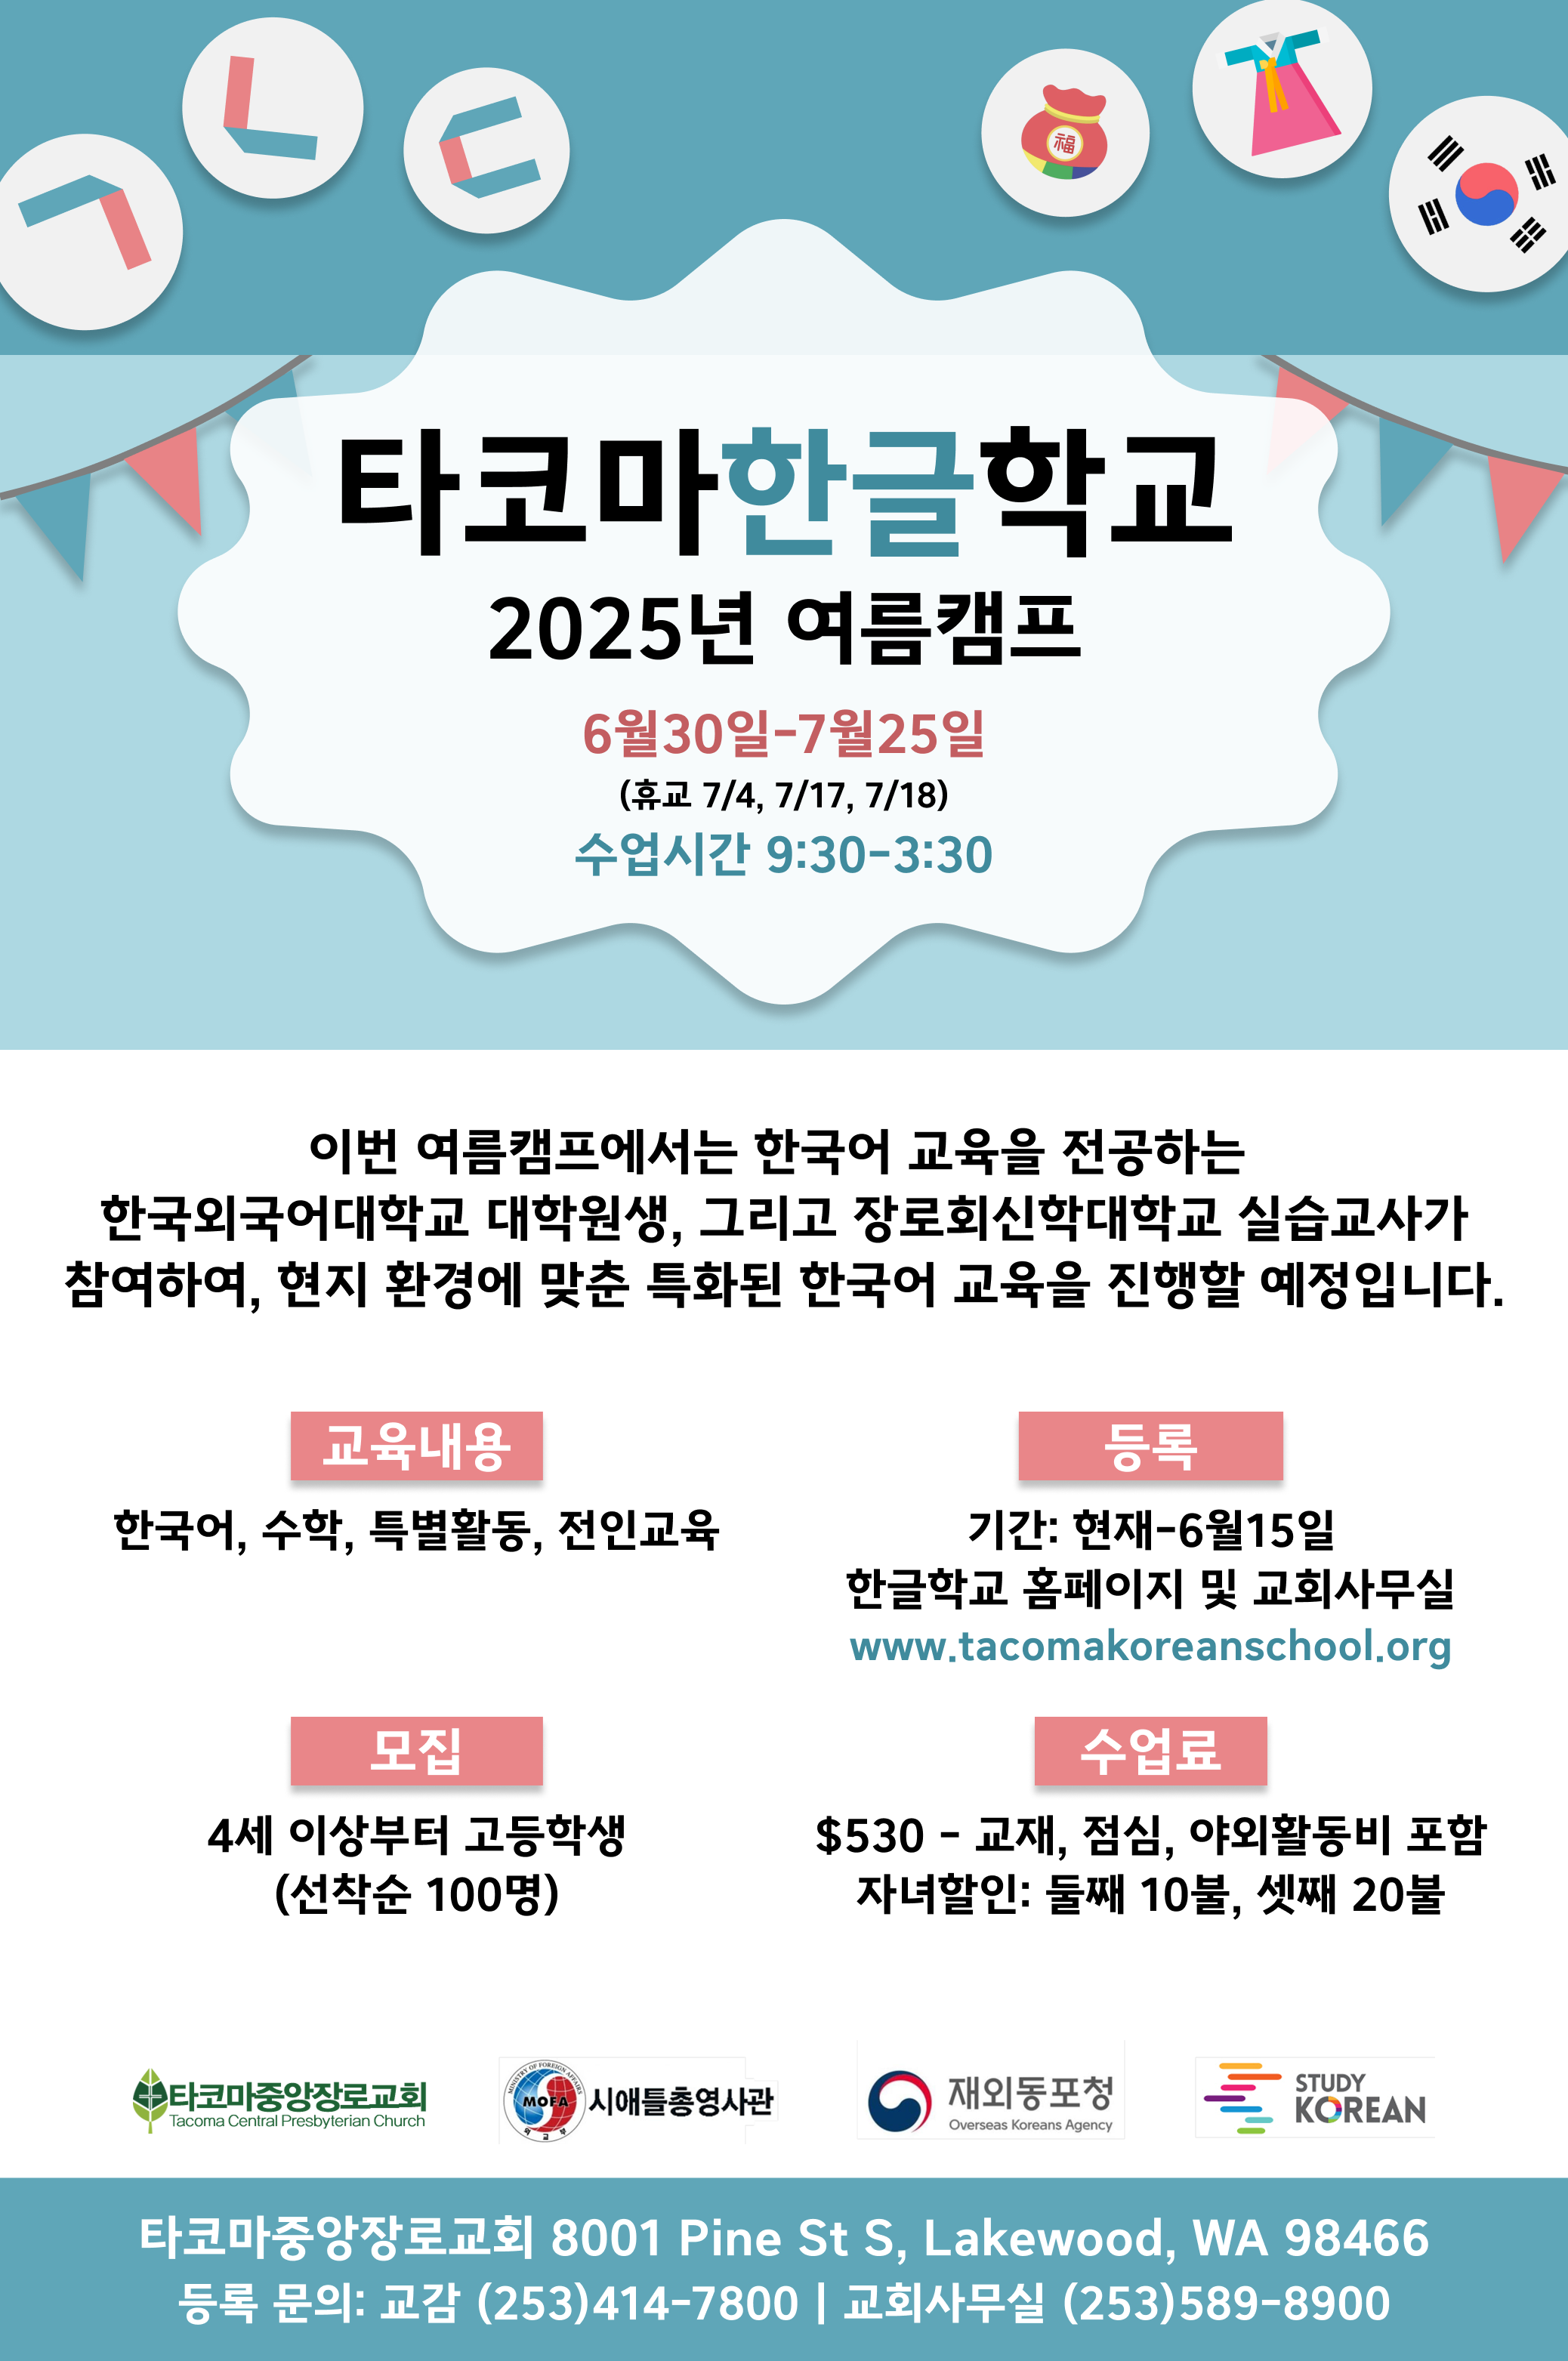 ㄱ ㄴ ㄷ
福
타코마한글학교
2025년 여름캠프
6월30일-7월25일
(휴교 7/4, 7/17, 7/18)
수업시간 9:30-3:30
이번 여름캠프에서는 한국어 교육을 전공하는
한국외국어대학교 대학원생, 그리고 장로회신학대학교 실습교사가
참여하여, 현지 환경에 맞춘 특화된 한국어 교육을 진행할 예정입니다.
교육내용
한국어, 수학, 특별활동, 전인교육
등록
기간: 현재-6월15일
한글학교 홈페이지 및 교회사무실
www.tacomakoreanschool.org
모집
4세 이상부터 고등학생
(선착순 100명)
수업료
$530 - 교재, 점심, 야외활동비 포함
자녀할인: 둘째 10불, 셋째 20불
타코마중앙장로교회
Tacoma Central Presbyterian Church
MINISTRY OF FOREIGN AFFAIRS
MOFA
외교부
시애틀총영사관
재외동포청
Overseas Koreans Agency
STUDY
KOREAN
타코마중앙장로교회 8001 Pine St S, Lakewood, WA 98466
등록 문의: 교감 (253)414-7800 | 교회사무실 (253)589-8900